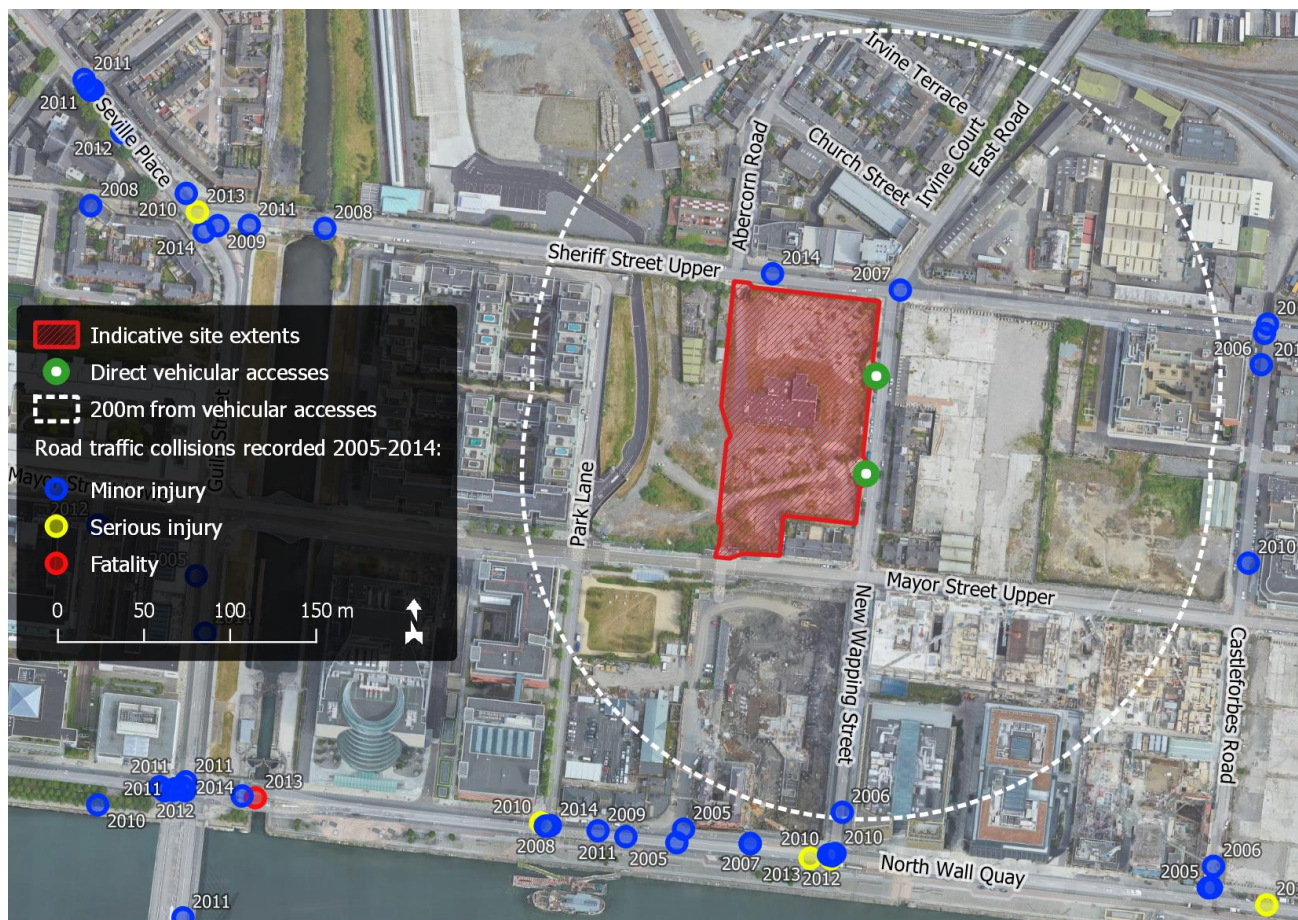 Irvine Terrace
Church Street
Irvine Court
East Road
Abercorn Road
Seville Place
2011
2011
2012
2008
2013
2010
2014
2009
2011
2008
Sheriff Street Upper
2014
2007
2006
Indicative site extents
Direct vehicular accesses
200m from vehicular accesses
Road traffic collisions recorded 2005-2014:
Minor injury
Serious injury
Fatality
0 50 100 150 m
2012
Park Lane
2010
Mayor Street Upper
New Wapping Street
Castleforbes Road
2011
2011
2011
2014
2012
2010
2013
2010
2014
2008
2009
2011
2005
2005
2007
2006
2010
2010
2013
2012
North Wall Quay
2006
2005
2011